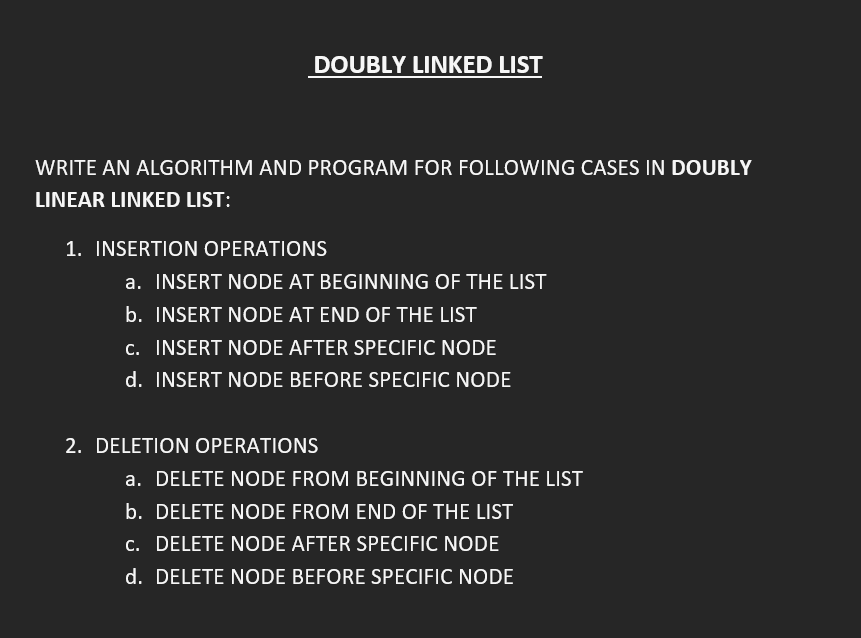 DOUBLY LINKED LIST
WRITE AN ALGORITHM AND PROGRAM FOR FOLLOWING CASES IN DOUBLY
LINEAR LINKED LIST:
1. INSERTION OPERATIONS
a. INSERT NODE AT BEGINNING OF THE LIST
b. INSERT NODE AT END OF THE LIST
c. INSERT NODE AFTER SPECIFIC NODE
d. INSERT NODE BEFORE SPECIFIC NODE
2. DELETION OPERATIONS
a. DELETE NODE FROM BEGINNING OF THE LIST
b. DELETE NODE FROM END OF THE LIST
c. DELETE NODE AFTER SPECIFIC NODE
d. DELETE NODE BEFORE SPECIFIC NODE